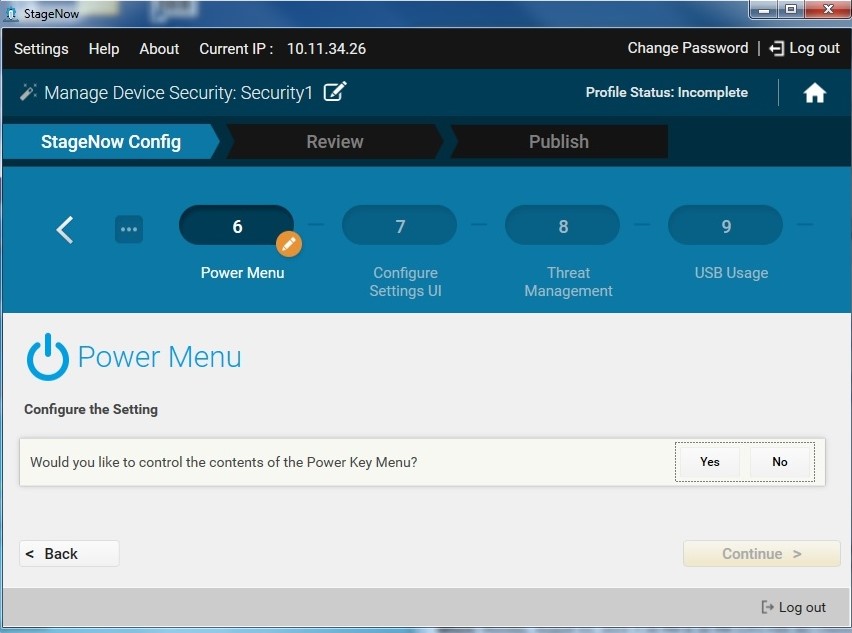 StageNow
Settings Help About Current IP : 10.11.34.26 Change Password | Log out
Manage Device Security: Security1 Profile Status: Incomplete
StageNow Config Review Publish
... 6 7 8 9
Power Menu Configure Settings UI Threat Management USB Usage
Power Menu
Configure the Setting
Would you like to control the contents of the Power Key Menu? Yes No
< Back Continue >
Log out